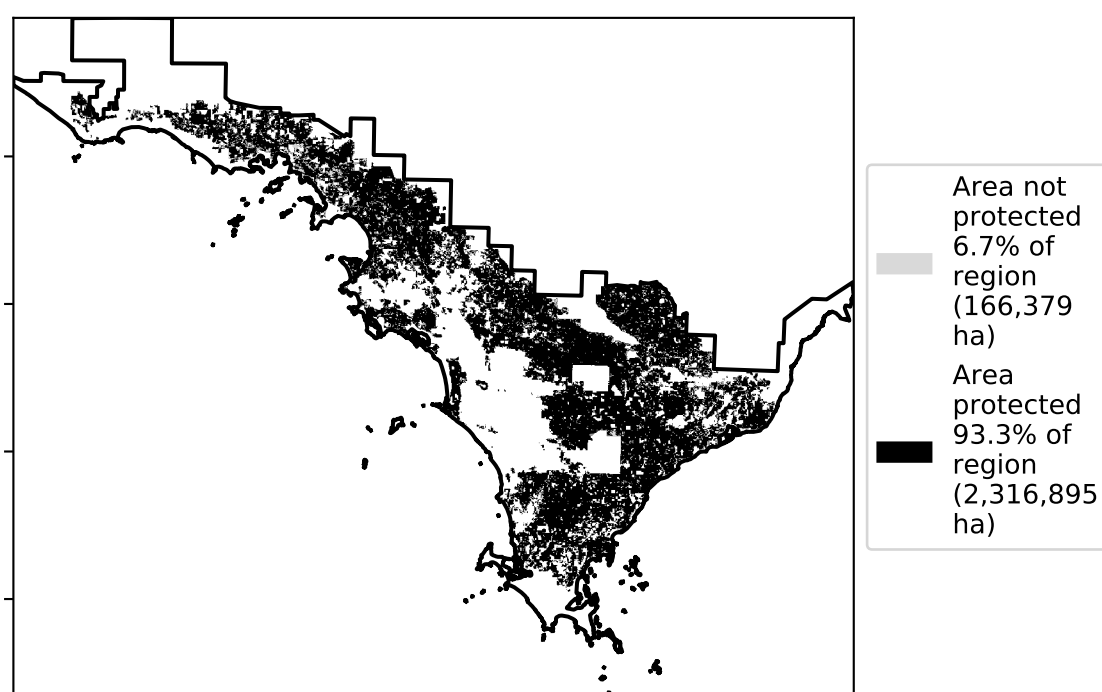 Area not
protected
6.7% of
region
(166,379
ha)
Area
protected
93.3% of
region
(2,316,895
ha)